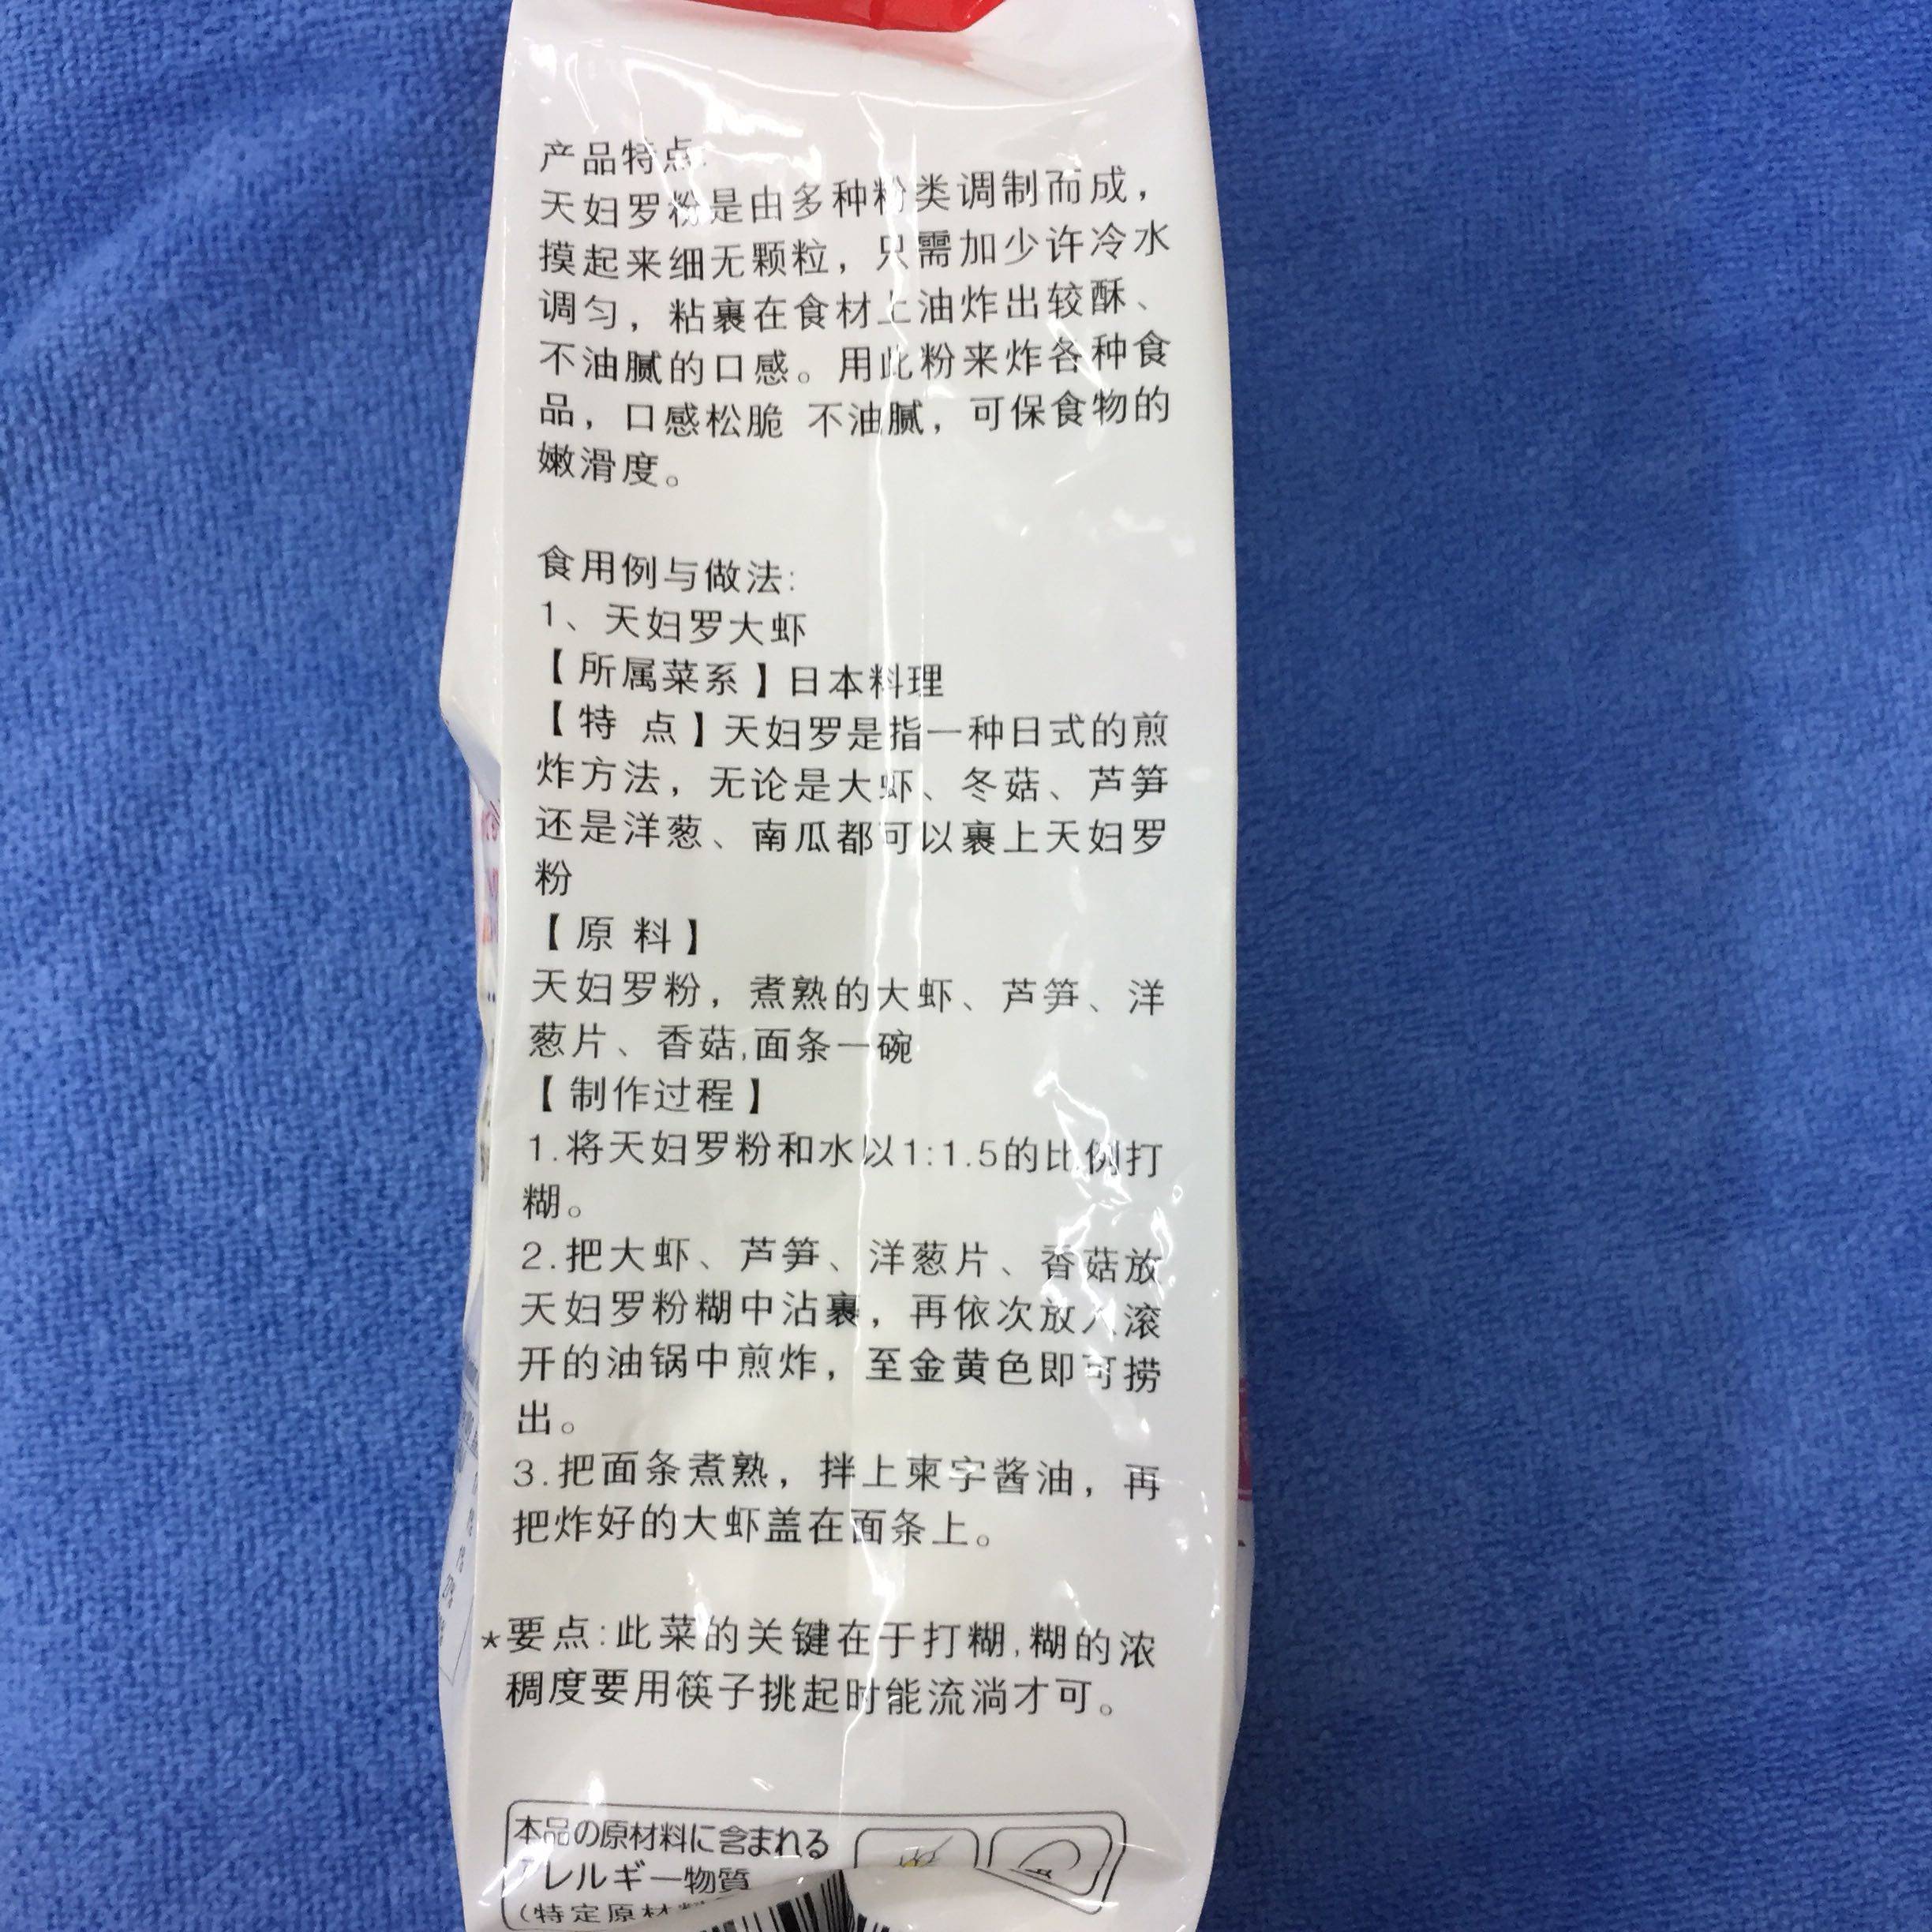 产品特点:
天妇罗粉是由多种粉类调制而成，
摸起来细无颗粒，只需加少许冷水
调匀，粘裹在食材上油炸出较酥、
不油腻的口感。用此粉来炸各种食
品，口感松脆 不油腻，可保食物的
嫩滑度。
食用例与做法:
1、天妇罗大虾
【所属菜系】日本料理
【特 点】天妇罗是指一种日式的煎
炸方法，无论是大虾、冬菇、芦笋
还是洋葱、南瓜都可以裹上天妇罗
粉
【原 料】
天妇罗粉，煮熟的大虾、芦笋、洋
葱片、香菇,面条一碗
【制作过程】
1.将天妇罗粉和水以1:1.5的比例打
糊。
2.把大虾、芦笋、洋葱片、香菇放
天妇罗粉糊中沾裹，再依次放入滚
开的油锅中煎炸，至金黄色即可捞
出。
3.把面条煮熟，拌上東字酱油，再
把炸好的大虾盖在面条上。
*要点:此菜的关键在于打糊,糊的浓
稠度要用筷子挑起时能流淌才可。
本品の原材料に含まれる
アレルギー物質
(特定原材